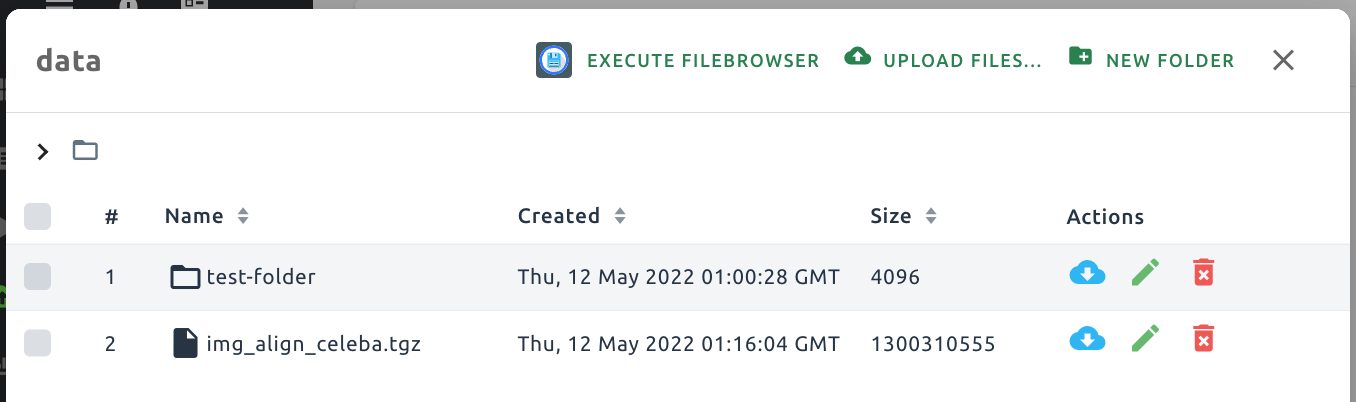 data EXECUTE FILEBROWSER UPLOAD FILES... NEW FOLDER
# Name Created Size Actions
1 test-folder Thu, 12 May 2022 01:00:28 GMT 4096
2 img_align_celeba.tgz Thu, 12 May 2022 01:16:04 GMT 1300310555